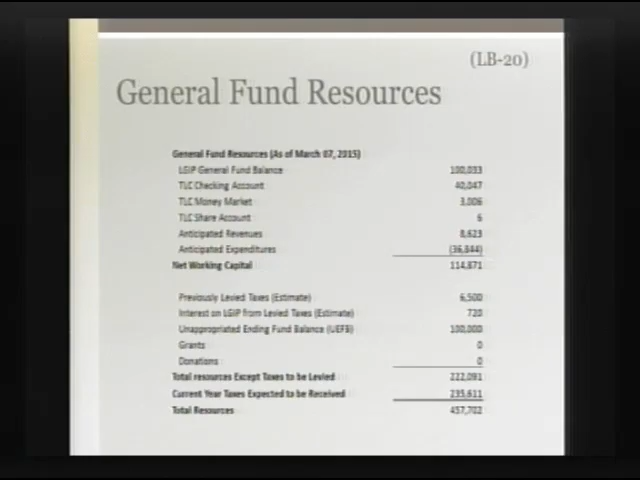 (LB-20)
General Fund Resources
General Fund Resources (As of March 07, 2015)
LGIP General Fund Balance 100,033
TLC Checking Account 40,047
TLC Money Market 3,006
TLC Share Account 6
Anticipated Revenues 8,623
Anticipated Expenditures (36,844)
Net Working Capital 114,871
Previously Levied Taxes (Estimate) 6,500
Interest on LGIP from Levied Taxes (Estimate) 720
Unappropriated Ending Fund Balance (UEFB) 100,000
Grants 0
Donations 0
Total resources Except Taxes to be Levied 222,091
Current Year Taxes Expected to be Received 235,611
Total Resources 457,702